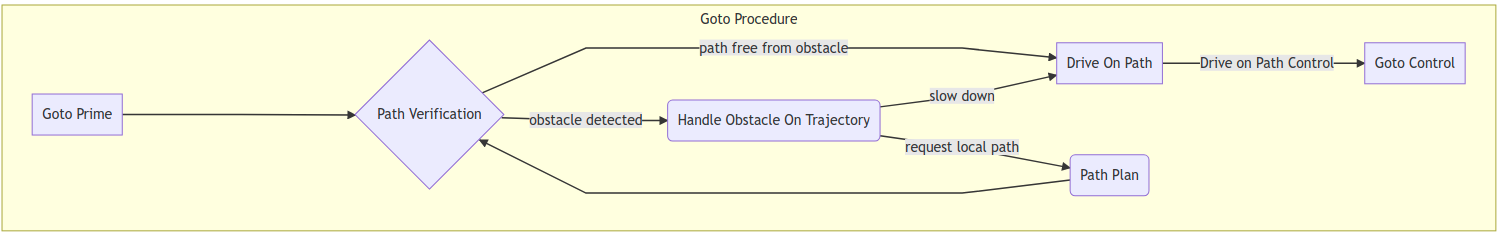 Goto Procedure
path free from obstacle
Drive On Path
Drive on Path Control
Goto Control
slow down
Goto Prime
Path Verification
obstacle detected
Handle Obstacle On Trajectory
request local path
Path Plan